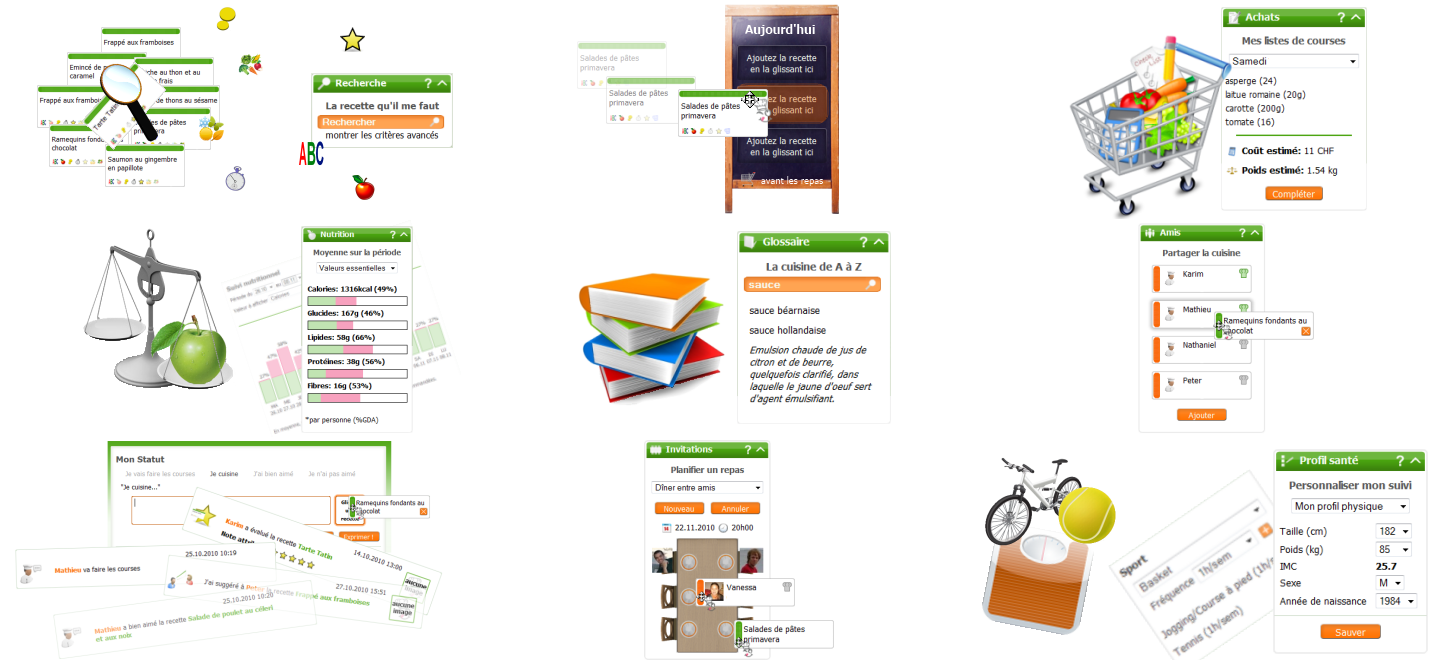 Frappé aux framboises
Emincé de
caramel
che au thon et au
frais
Frappé aux framboises
de thons au sésame
Tarte Tatin
de pâtes
Ramequins fondants
chocolat
Saumon au gingembre
en papillote
ABC
Recherche ?
La recette qu'il me faut
Rechercher
montrer les critères avancés
Salades de pâtes
primavera
Salades de pâtes
primavera
Salades de pâtes
primavera
Aujourd'hui
Ajoutez la recette
en la glissant ici
ez la recette
glissant ici
Ajoutez la recette
en la glissant ici
avant les repas
Achats ?
Mes listes de courses
Samedi
asperge (24)
laitue romaine (20g)
carotte (200g)
tomate (16)
Coût estimé: 11 CHF
Poids estimé: 1.54 kg
Compléter
Suivi nutritionnel
Nutrition ?
Moyenne sur la période
Valeurs essentielles
Calories: 1316kcal (49%)
Glucides: 167g (46%)
Lipides: 58g (66%)
Protéines: 38g (56%)
Fibres: 16g (53%)
*par personne (%GDA)
Glossaire ?
La cuisine de A à Z
sauce
sauce béarnaise
sauce hollandaise
Emulsion chaude de jus de
citron et de beurre,
quelquefois clarifié, dans
laquelle le jaune d'oeuf sert
d'agent émulsifiant.
Amis ?
Partager la cuisine
Karim
Mathieu
Ramequins fondants au
chocolat
Nathaniel
Peter
Ajouter
Mon Statut
Je vais faire les courses Je cuisine J'ai bien aimé Je n'ai pas aimé
"Je cuisine..."
Ramequins fondants au
chocolat
Exprimer !
Karim a évalué la recette Tarte Tatin
Note attri
14.10.2010 13:00
aucune
image
25.10.2010 10:19
Mathieu va faire les courses
27.10.2010 15:51
J'ai suggéré à Peter la recette Frappé aux framboises
aucune
image
25.10.2010 10:20
Mathieu a bien aimé la recette Salade de poulet au céleri
et aux noix
Invitations ?
Planifier un repas
Dîner entre amis
Nouveau Annuler
22.11.2010 20h00
Vanessa
Salades de pâtes
primavera
Sport
Basket
Fréquence 1h/sem
Jogging/Course à pied (1h/
Tennis (1h/sem)
Profil santé ?
Personnaliser mon suivi
Mon profil physique
Taille (cm) 182
Poids (kg) 85
IMC 25.7
Sexe M
Année de naissance 1984
Sauver